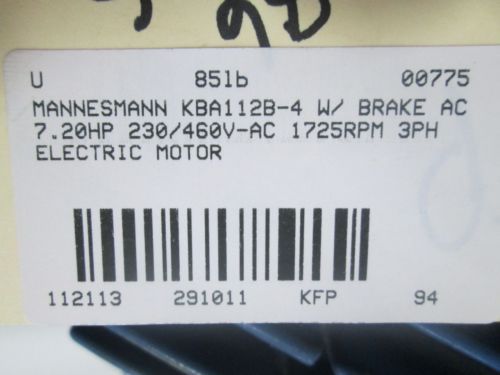 U 85lb 00775
MANNESMANN KBA112B-4 W/ BRAKE AC
7.20HP 230/460V-AC 1725RPM 3PH
ELECTRIC MOTOR
112113 291011 KFP 94